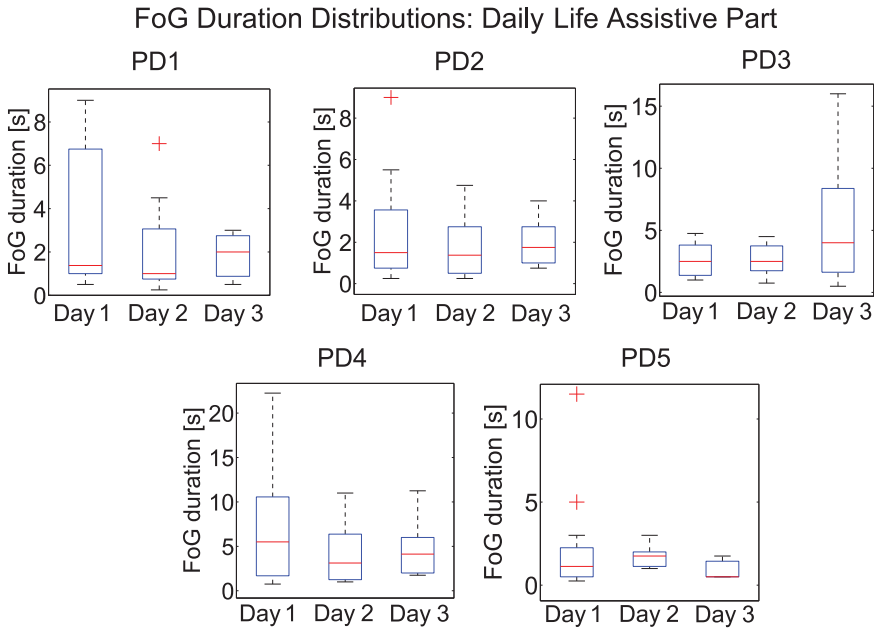 FoG Duration Distributions: Daily Life Assistive Part
PD1
PD2
PD3
FoG duration [s]
8
6
4
2
0
Day 1 Day 2 Day 3
FoG duration [s]
8
6
4
2
0
Day 1 Day 2 Day 3
FoG duration [s]
15
10
5
0
Day 1 Day 2 Day 3
PD4
PD5
FoG duration [s]
20
15
10
5
0
Day 1 Day 2 Day 3
FoG duration [s]
10
5
0
Day 1 Day 2 Day 3